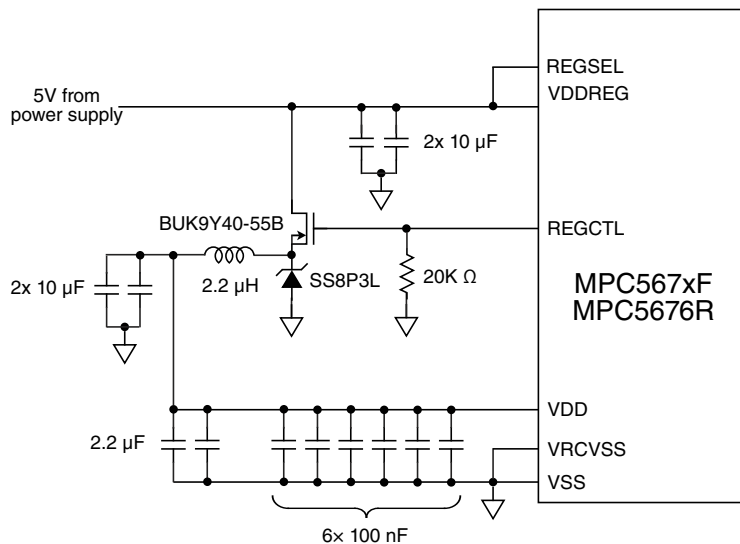 REGSEL
5V from
power supply
VDDREG
2x 10 µF
BUK9Y40-55B
REGCTL
2x 10 µF
2.2 µH
SS8P3L
20K Ω
MPC567xF
MPC5676R
VDD
2.2 µF
VRCVSS
VSS
6× 100 nF